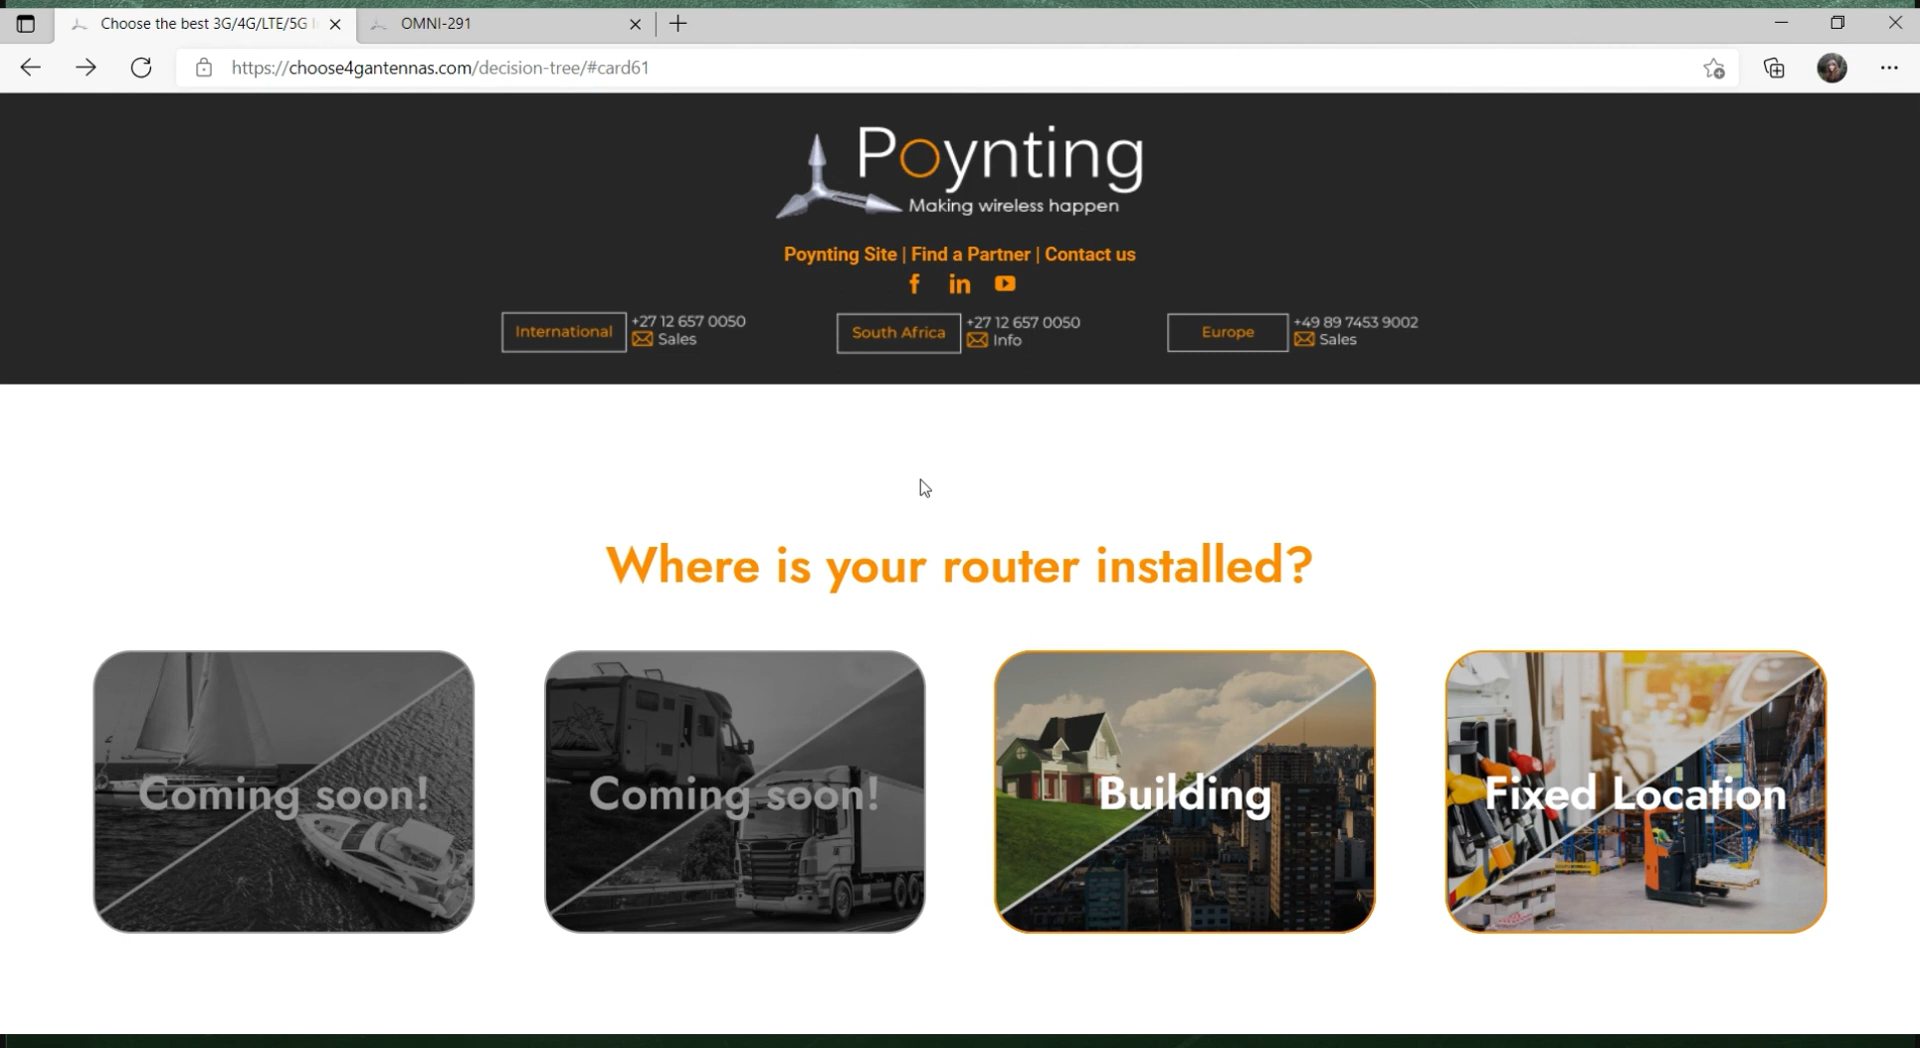 Choose the best 3G/4G/LTE/5G
OMNI-291
https://choose4gantennas.com/decision-tree/#card61
Poynting
Making wireless happen
Poynting Site | Find a Partner | Contact us
f in
International +27 12 657 0050 Sales
South Africa +27 12 657 0050 Info
Europe +49 89 7453 9002 Sales
Where is your router installed?
Coming soon!
Coming soon!
Building
Fixed Location